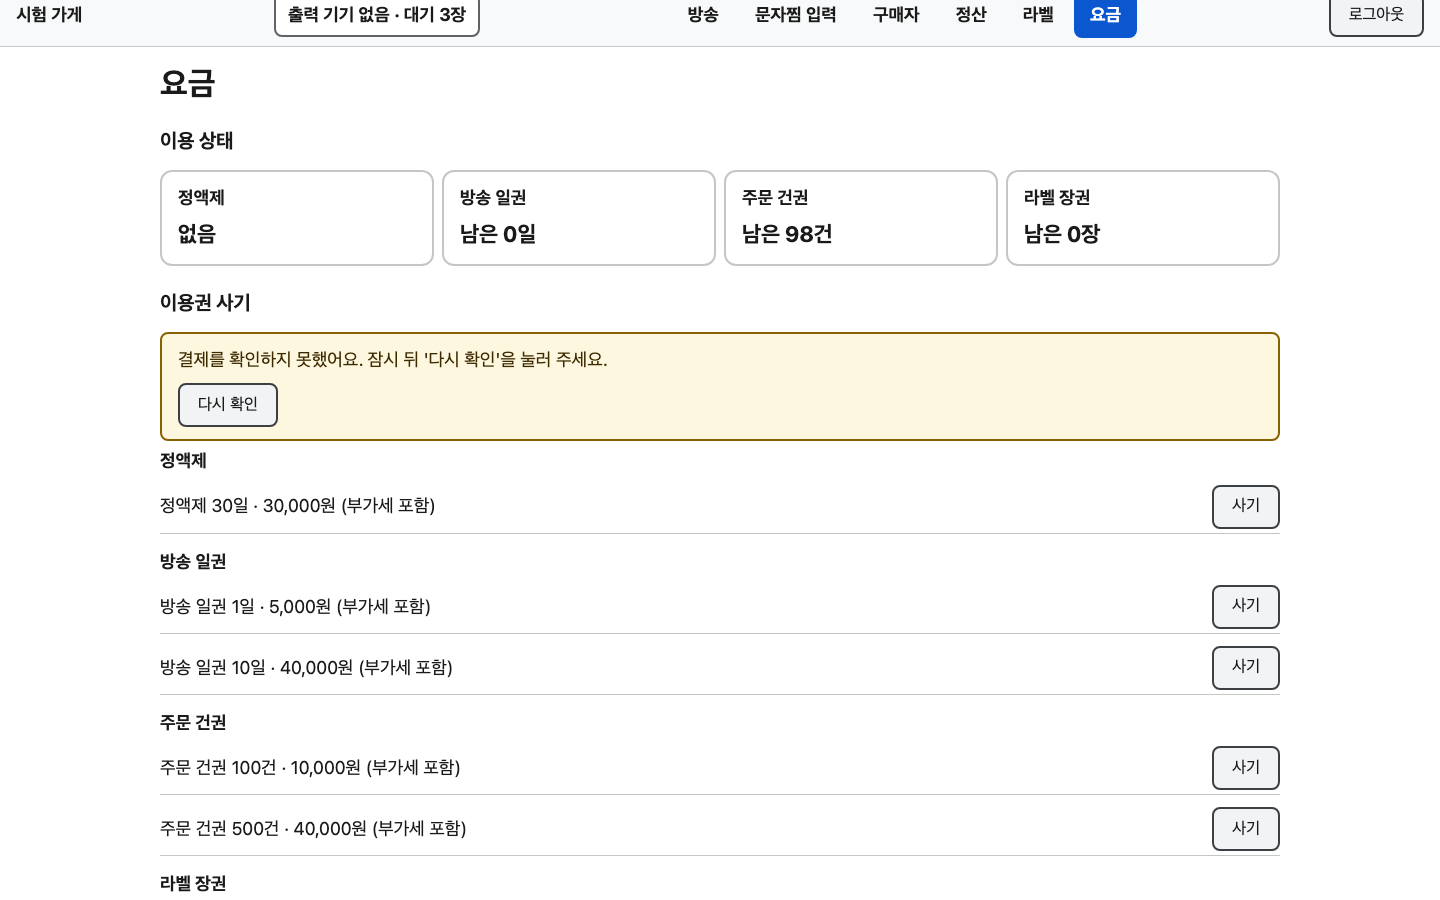 시험 가게
출력 기기 없음 · 대기 3장
방송 문자찜 입력 구매자 정산 라벨 요금
로그아웃
요금
이용 상태
정액제
없음
방송 일권
남은 0일
주문 건권
남은 98건
라벨 장권
남은 0장
이용권 사기
결제를 확인하지 못했어요. 잠시 뒤 '다시 확인'을 눌러 주세요.
다시 확인
정액제
정액제 30일 · 30,000원 (부가세 포함) 사기
방송 일권
방송 일권 1일 · 5,000원 (부가세 포함) 사기
방송 일권 10일 · 40,000원 (부가세 포함) 사기
주문 건권
주문 건권 100건 · 10,000원 (부가세 포함) 사기
주문 건권 500건 · 40,000원 (부가세 포함) 사기
라벨 장권